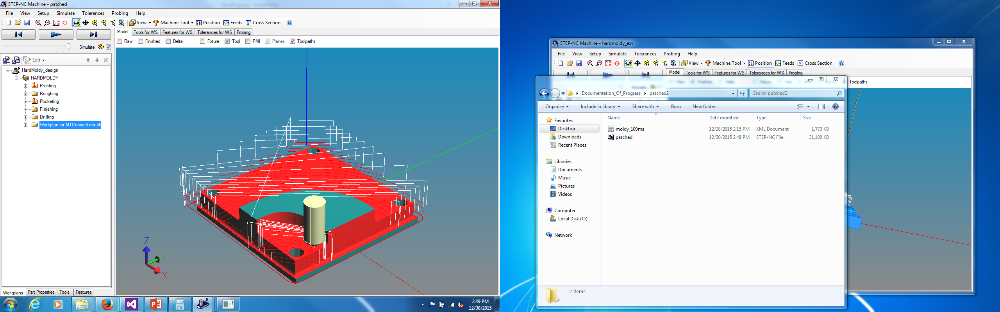 STEP-NC Machine - patched
File View Setup Simulate Tolerances Probing Help
View Machine Tool Position Feeds Cross Section
Model Tools for WS Features for WS Tolerances for WS Probing
Raw Finished Delta Fixture Tool PMI Planes Toolpaths
Simulate
Edit
HardMoldy_design
HARDMOLDY
Profiling
Roughing
Pocketing
Finishing
Drilling
Workplan for MTConnect results
Z
Y
X
Workplans Part Properties Tools Features
2:49 PM
12/30/2015
STEP-NC Machine - hardmoldy_ext
File View Setup Simulate Tolerances Probing Help
View Machine Tool Position Feeds Cross Section
Model Tools for WS Features for WS Tolerances for WS Probing
Toolpaths
Documentation_Of_Progress patched2
Search patched2
Organize Include in library Share with Burn New folder
Name Date modified Type Size
moldy_100ms 12/28/2015 2:15 PM XML Document 1,773 KB
patched 12/30/2015 2:48 PM STEP-NC File 31,100 KB
Favorites
Desktop
Downloads
Recent Places
Libraries
Documents
Music
Pictures
Videos
Computer
Local Disk (C:)
Network
2 items